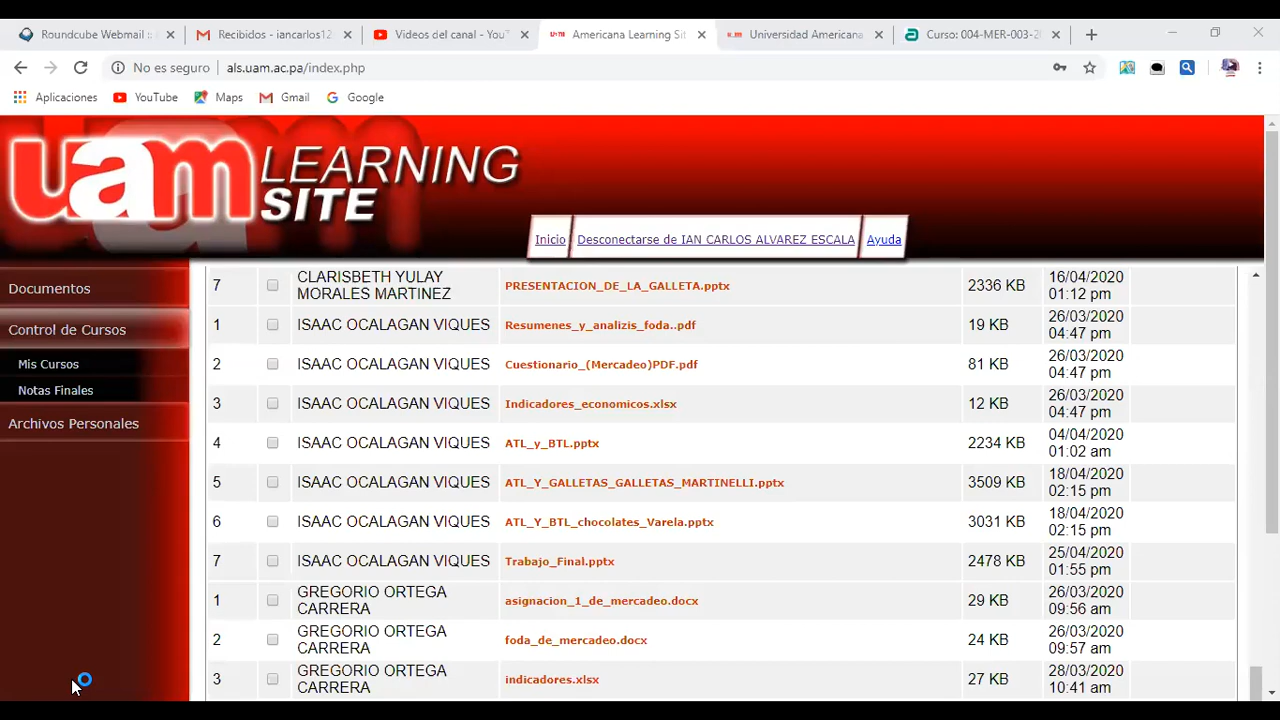 Roundcube Webmail ::
Recibidos - iancarlos12
Videos del canal - YouT
Americana Learning Sit
Universidad Americana
Curso: 004-MER-003-2
No es seguro | als.uam.ac.pa/index.php
Aplicaciones YouTube Maps Gmail Google
uam LEARNING
SITE
Inicio Desconectarse de IAN CARLOS ALVAREZ ESCALA Ayuda
Documentos
Control de Cursos
Mis Cursos
Notas Finales
Archivos Personales
7 CLARISBETH YULAY PRESENTACION_DE_LA_GALLETA.pptx 2336 KB 16/04/2020
MORALES MARTINEZ 01:12 pm
1 ISAAC OCALAGAN VIQUES Resumenes_y_analizis_foda..pdf 19 KB 26/03/2020
04:47 pm
2 ISAAC OCALAGAN VIQUES Cuestionario_(Mercadeo)PDF.pdf 81 KB 26/03/2020
04:47 pm
3 ISAAC OCALAGAN VIQUES Indicadores_economicos.xlsx 12 KB 26/03/2020
04:47 pm
4 ISAAC OCALAGAN VIQUES ATL_y_BTL.pptx 2234 KB 04/04/2020
01:02 am
5 ISAAC OCALAGAN VIQUES ATL_Y_GALLETAS_GALLETAS_MARTINELLI.pptx 3509 KB 18/04/2020
02:15 pm
6 ISAAC OCALAGAN VIQUES ATL_Y_BTL_chocolates_Varela.pptx 3031 KB 18/04/2020
02:15 pm
7 ISAAC OCALAGAN VIQUES Trabajo_Final.pptx 2478 KB 25/04/2020
01:55 pm
1 GREGORIO ORTEGA asignacion_1_de_mercadeo.docx 29 KB 26/03/2020
CARRERA 09:56 am
2 GREGORIO ORTEGA foda_de_mercadeo.docx 24 KB 26/03/2020
CARRERA 09:57 am
3 GREGORIO ORTEGA indicadores.xlsx 27 KB 28/03/2020
CARRERA 10:41 am